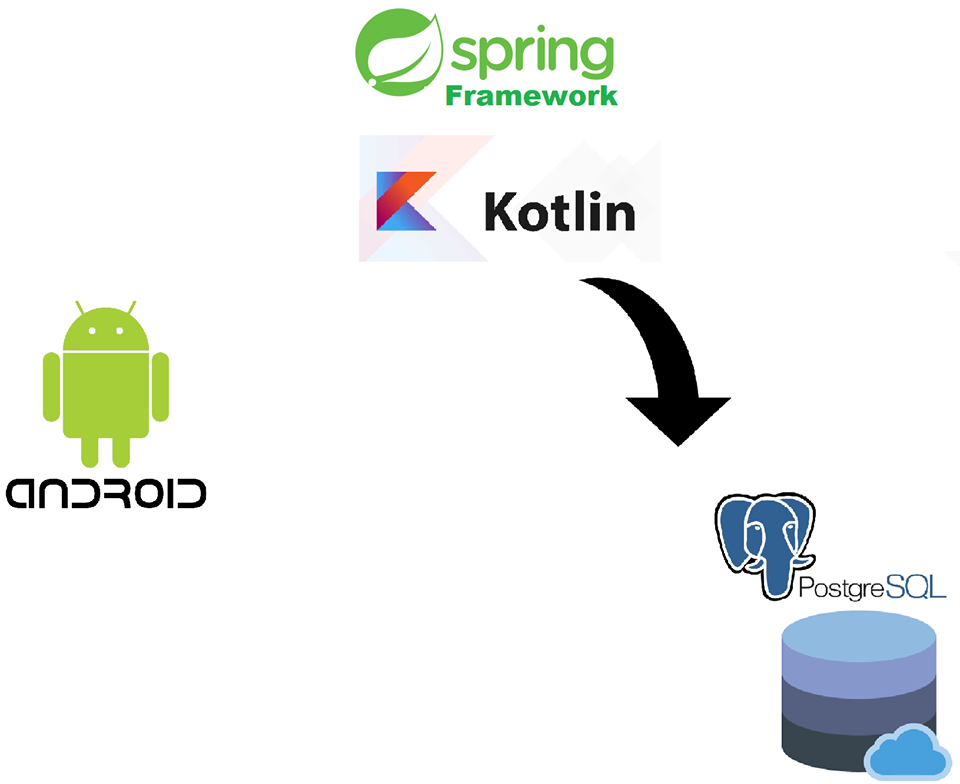 spring
Framework
Kotlin
ANDROID
PostgreSQL